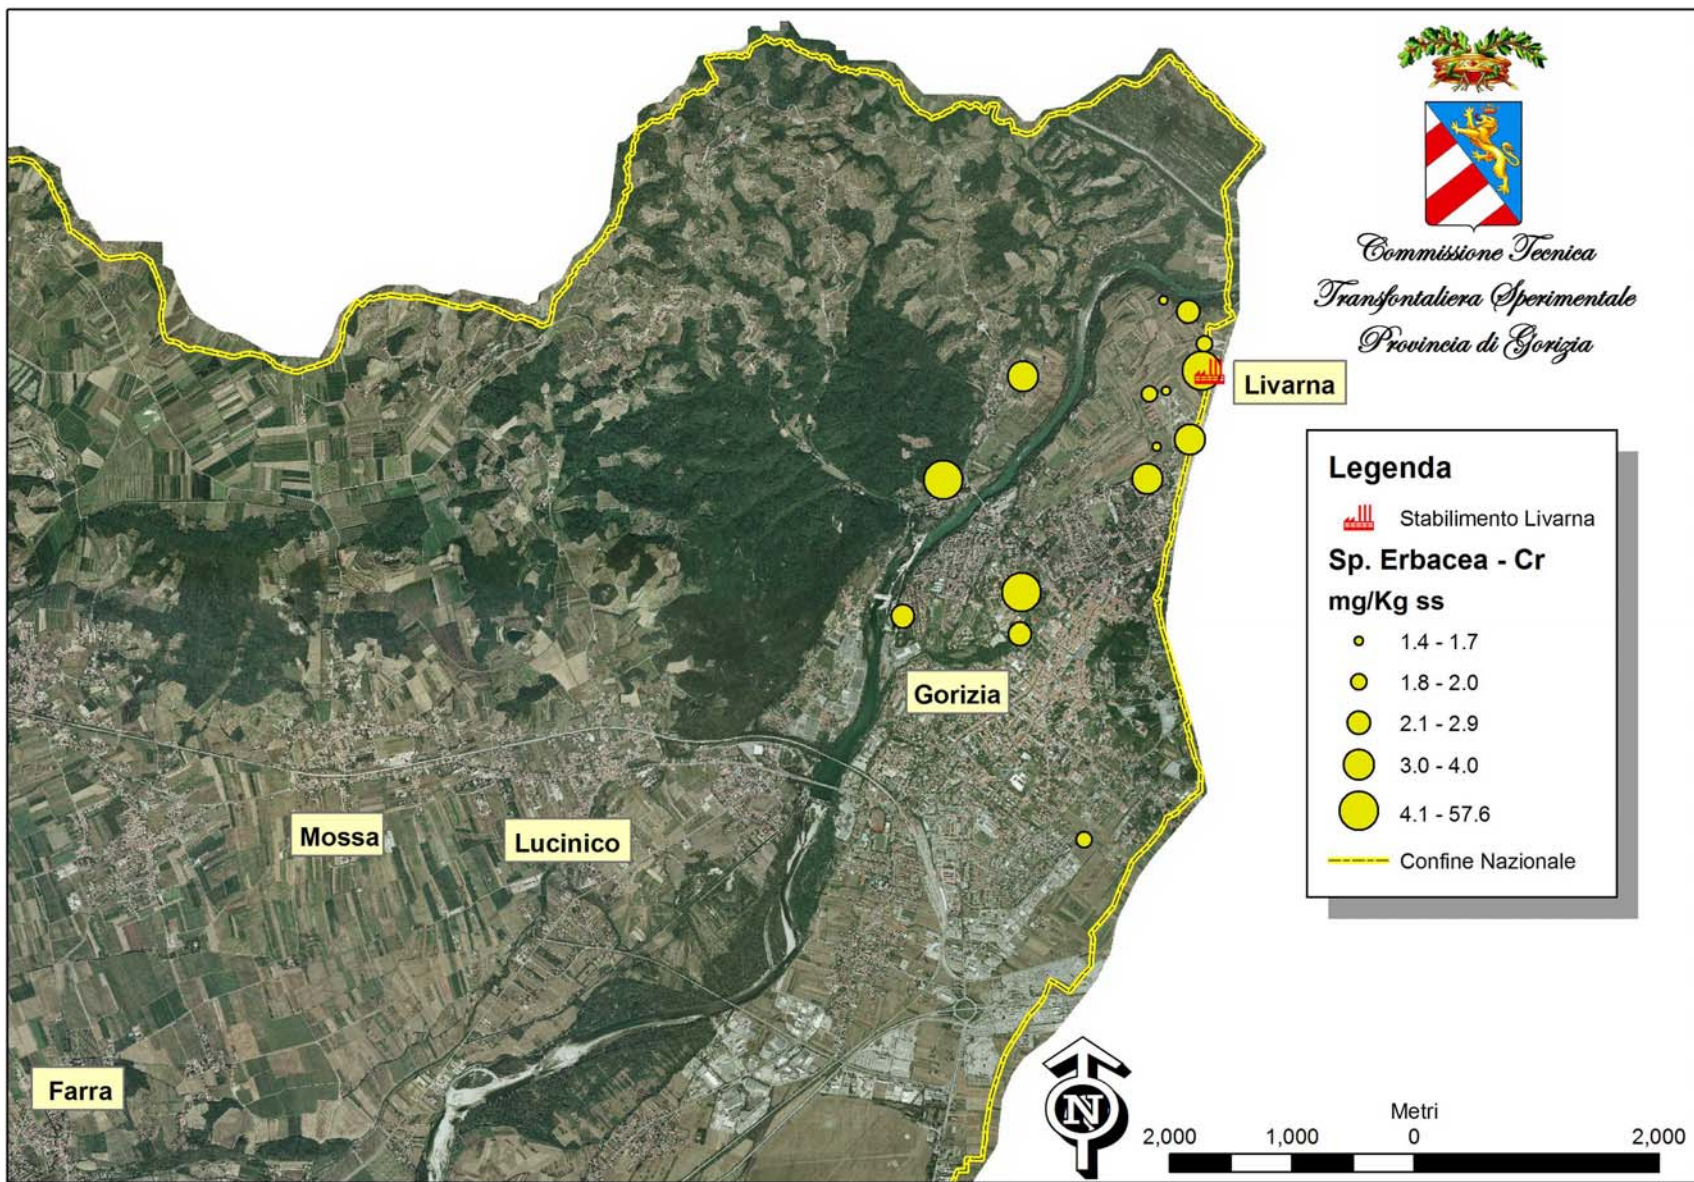 Commissione Tecnica
Transfontaliera Sperimentale
Provincia di Gorizia
Livarna
Legenda
Stabilimento Livarna
Sp. Erbacea - Cr
mg/Kg ss
1.4 - 1.7
1.8 - 2.0
2.1 - 2.9
3.0 - 4.0
4.1 - 57.6
Confine Nazionale
Gorizia
Mossa
Lucinico
Farra
N
Metri
2,000 1,000 0 2,000